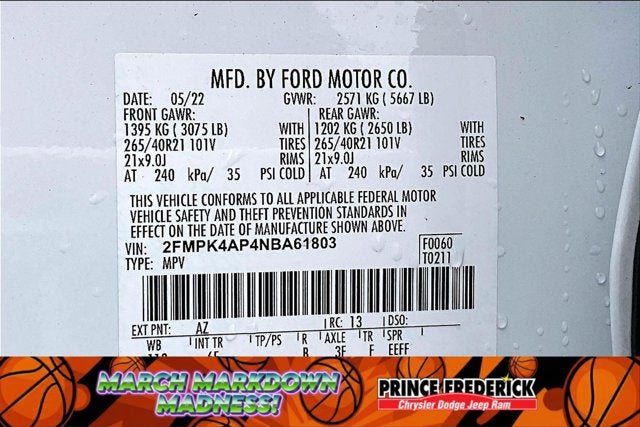 MFD. BY FORD MOTOR CO.
DATE: 05/22 GVWR: 2571 KG ( 5667 LB)
FRONT GAWR: REAR GAWR:
1395 KG ( 3075 LB) WITH 1202 KG ( 2650 LB) WITH
265/40R21 101V TIRES 265/40R21 101V TIRES
21x9.0J RIMS 21x9.0J RIMS
AT 240 kPa/ 35 PSI COLD AT 240 kPa/ 35 PSI COLD
THIS VEHICLE CONFORMS TO ALL APPLICABLE FEDERAL MOTOR
VEHICLE SAFETY AND THEFT PREVENTION STANDARDS IN
EFFECT ON THE DATE OF MANUFACTURE SHOWN ABOVE.
VIN: 2FMPK4AP4NBA61803 F0060
TYPE: MPV T0211
EXT PNT: AZ RC: 13 DSO:
WB INT TR TP/PS R AXLE TR SPR
B 3F F EEFF
MARCH MARKDOWN MADNESS!
PRINCE FREDERICK
Chrysler Dodge Jeep Ram